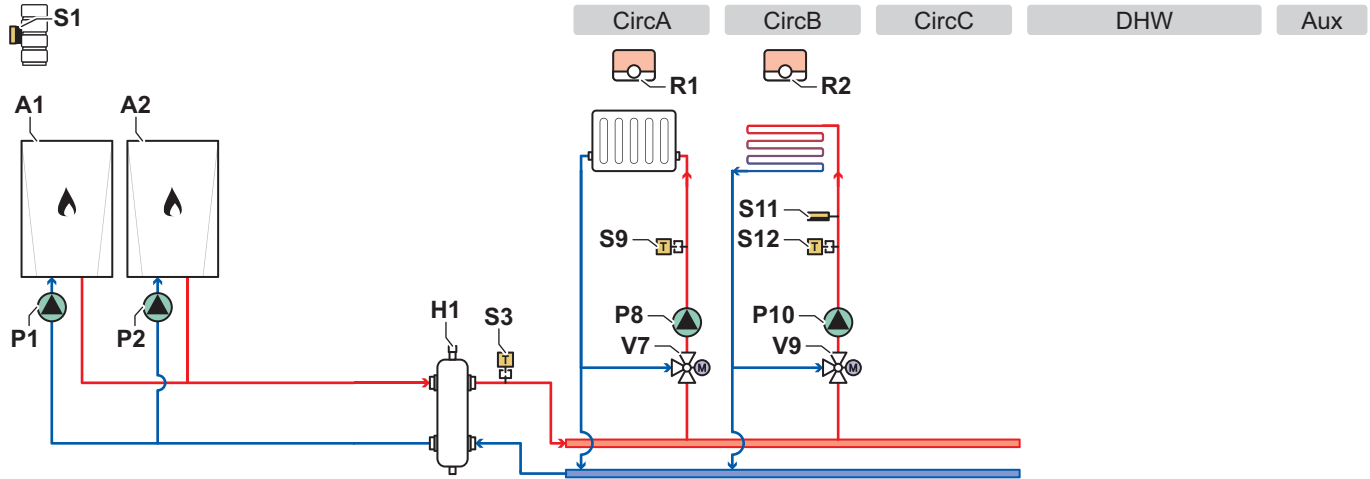 S1
CircA CircB CircC DHW Aux
R1 R2
A1 A2
S11
S9 T S12 T
P1 P2 H1 S3 P8 P10
T V7 V9
M M